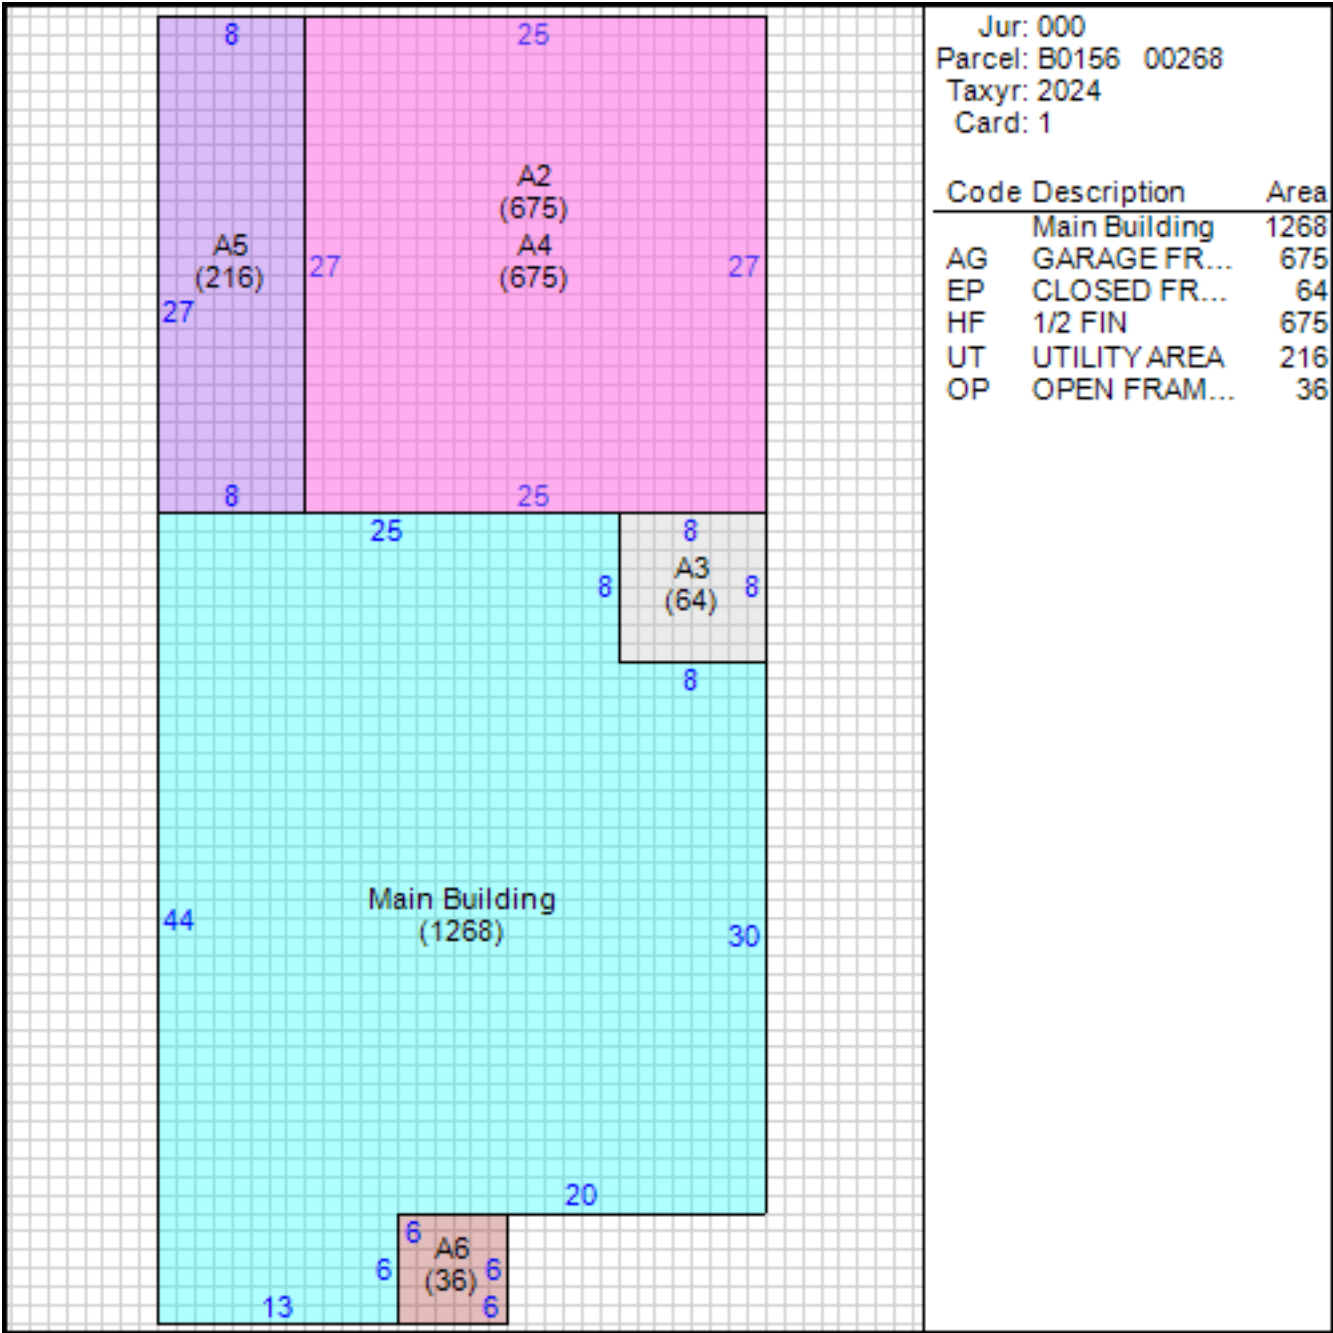 8
25
A2
(675)
A4
(675)
A5
(216)
27
27
27
8
25
25
8
8
A3
(64)
8
8
Main Building
(1268)
44
30
20
6
A6
(36)
6
6
13
6
Jur: 000
Parcel: B0156 00268
Taxyr: 2024
Card: 1
Code Description Area
Main Building 1268
AG GARAGE FR... 675
EP CLOSED FR... 64
HF 1/2 FIN 675
UT UTILITY AREA 216
OP OPEN FRAM... 36